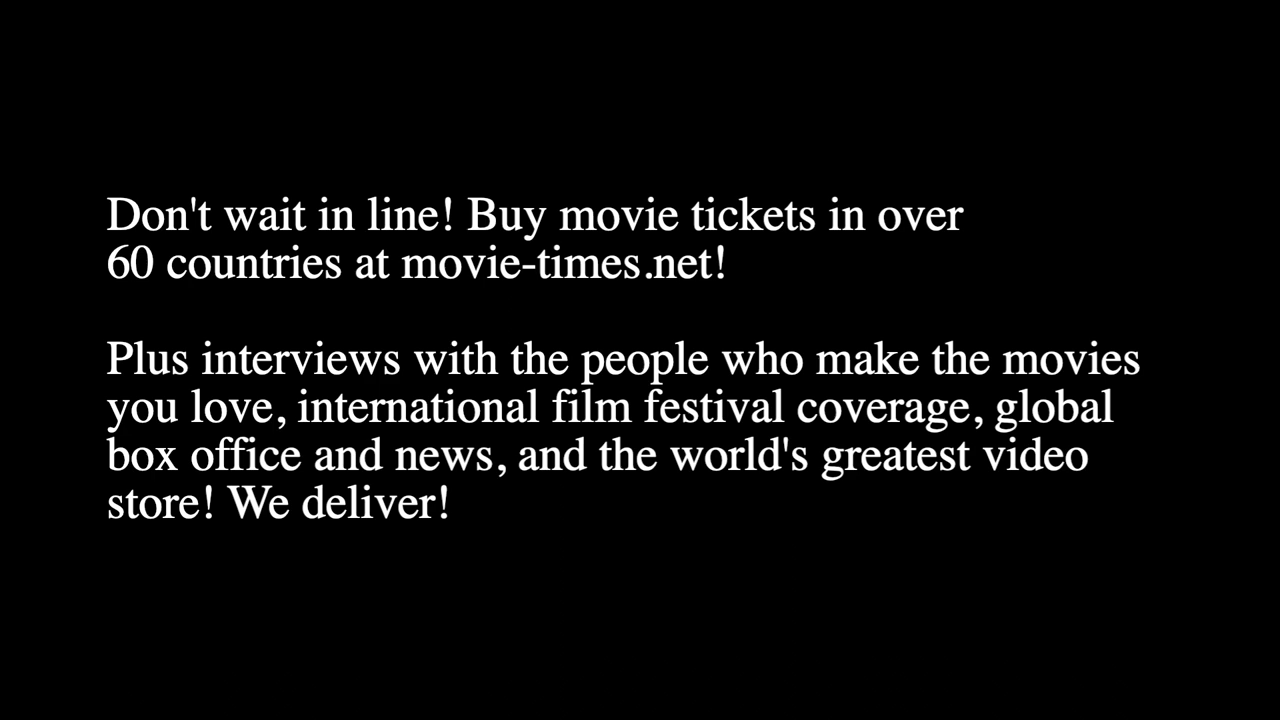 Don't wait in line! Buy movie tickets in over
60 countries at movie-times.net!
Plus interviews with the people who make the movies
you love, international film festival coverage, global
box office and news, and the world's greatest video
store! We deliver!